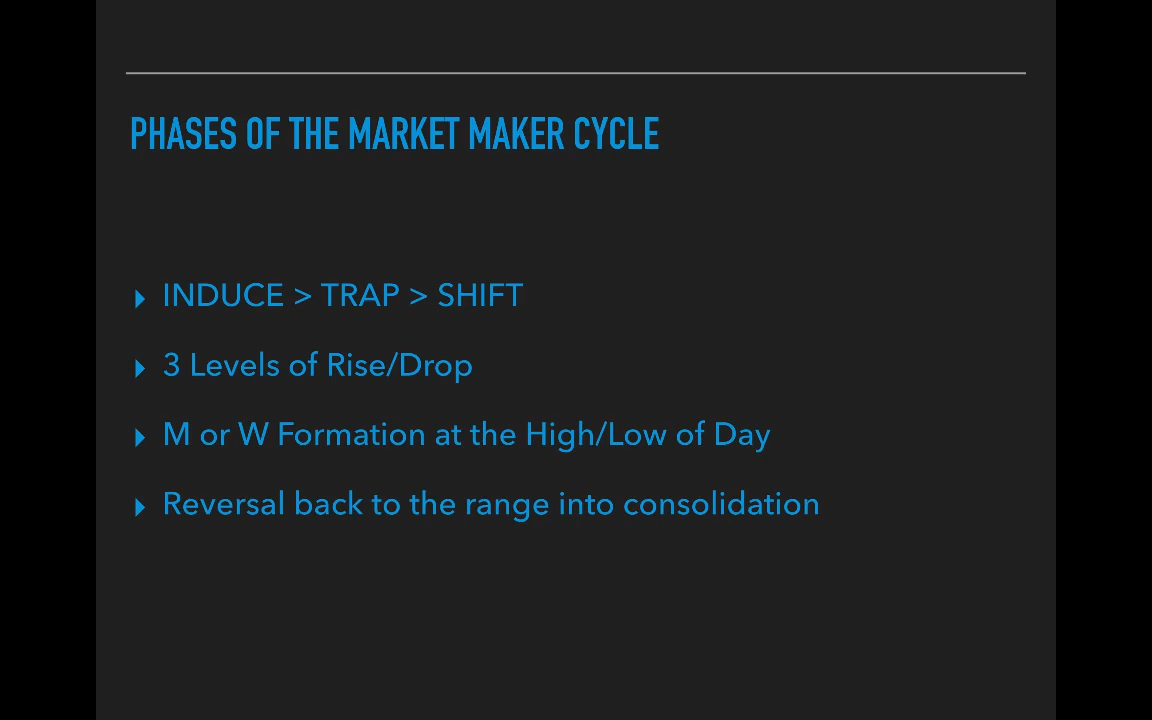 PHASES OF THE MARKET MAKER CYCLE
▸ INDUCE > TRAP > SHIFT
▸ 3 Levels of Rise/Drop
▸ M or W Formation at the High/Low of Day
▸ Reversal back to the range into consolidation